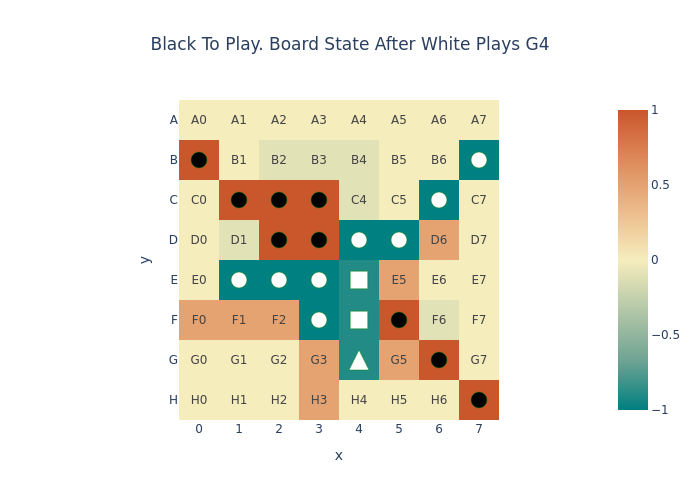 Black To Play. Board State After White Plays G4
A A0 A1 A2 A3 A4 A5 A6 A7
B B1 B2 B3 B4 B5 B6
C C0 C4 C5 C7
D D0 D1 D6 D7
E E0 E5 E6 E7
F F0 F1 F2 F6 F7
G G0 G1 G2 G3 G5 G7
H H0 H1 H2 H3 H4 H5 H6
0 1 2 3 4 5 6 7
x
y
1
0.5
0
−0.5
−1